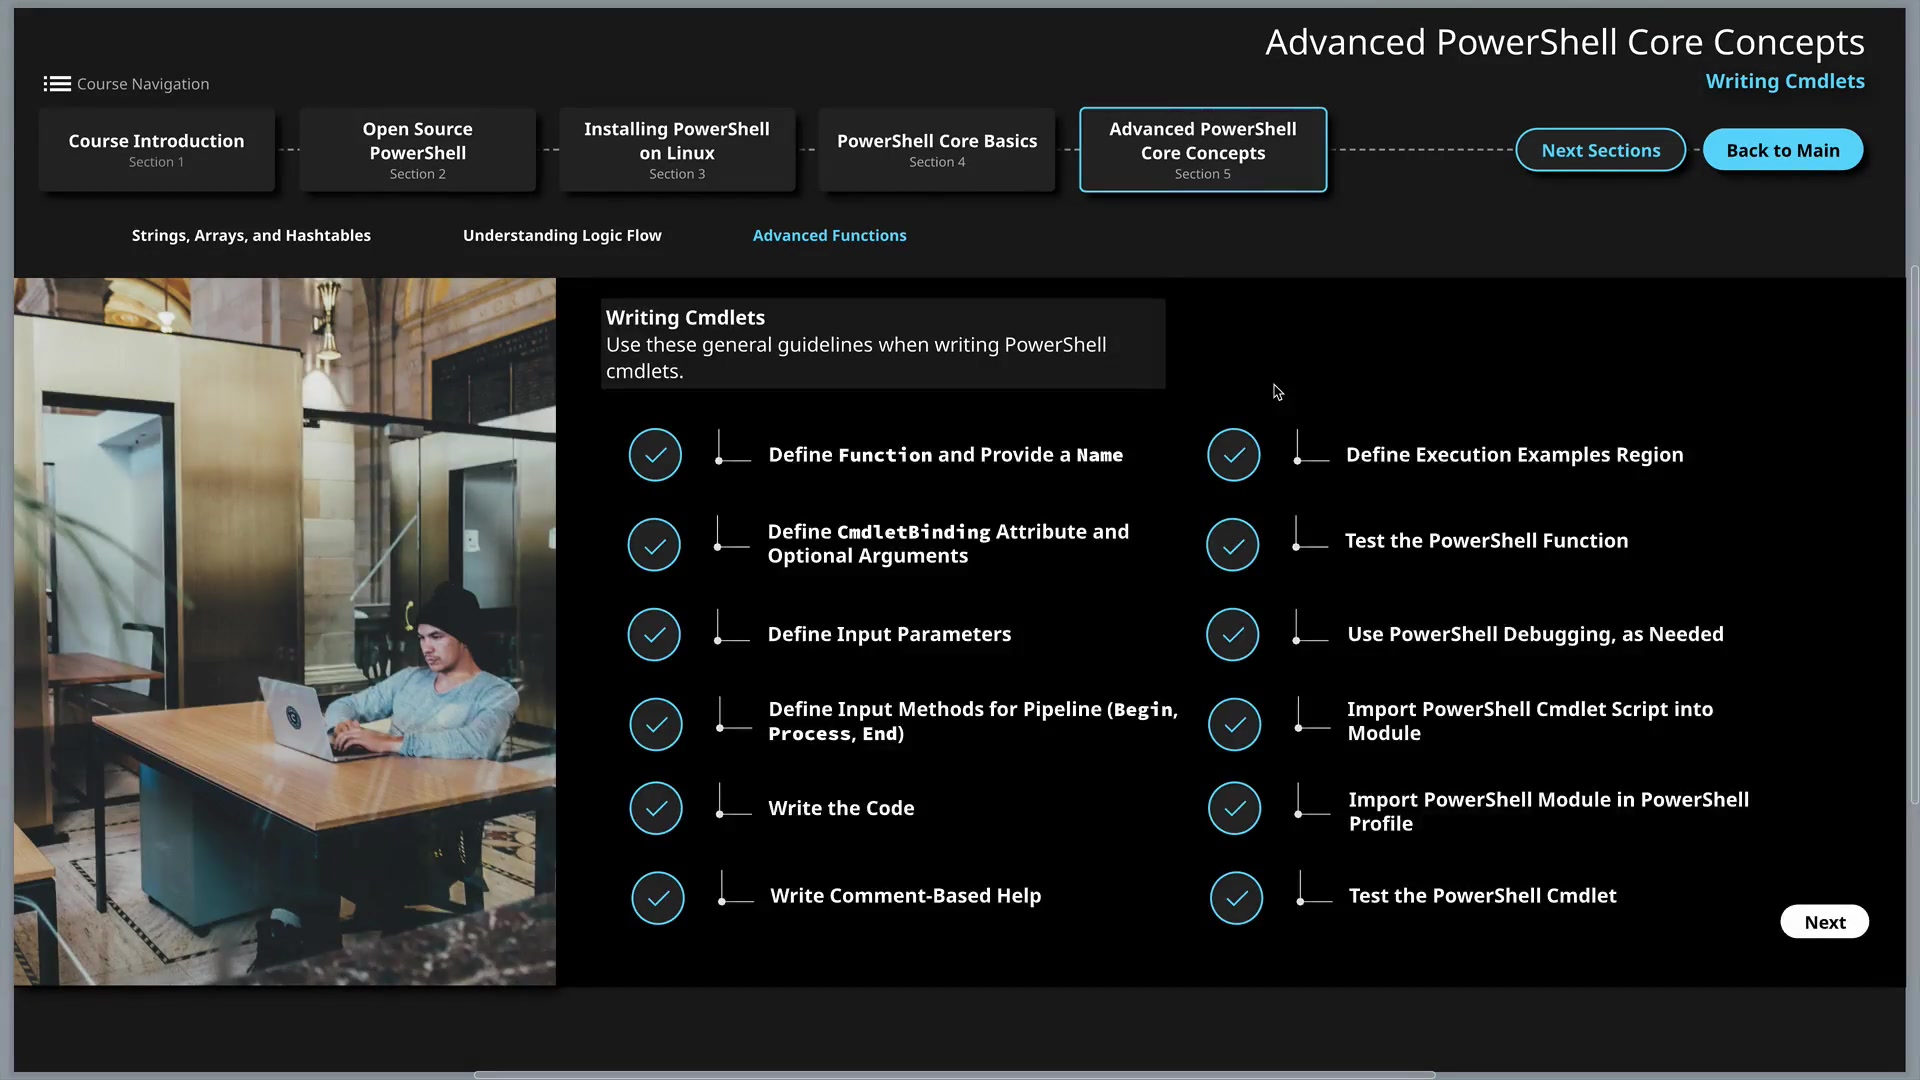 Advanced PowerShell Core Concepts
Writing Cmdlets
Course Navigation
Course Introduction
Section 1
Open Source
PowerShell
Section 2
Installing PowerShell
on Linux
Section 3
PowerShell Core Basics
Section 4
Advanced PowerShell
Core Concepts
Section 5
Next Sections
Back to Main
Strings, Arrays, and Hashtables
Understanding Logic Flow
Advanced Functions
Writing Cmdlets
Use these general guidelines when writing PowerShell
cmdlets.
Define Function and Provide a Name
Define CmdletBinding Attribute and
Optional Arguments
Define Input Parameters
Define Input Methods for Pipeline (Begin,
Process, End)
Write the Code
Write Comment-Based Help
Define Execution Examples Region
Test the PowerShell Function
Use PowerShell Debugging, as Needed
Import PowerShell Cmdlet Script into
Module
Import PowerShell Module in PowerShell
Profile
Test the PowerShell Cmdlet
Next